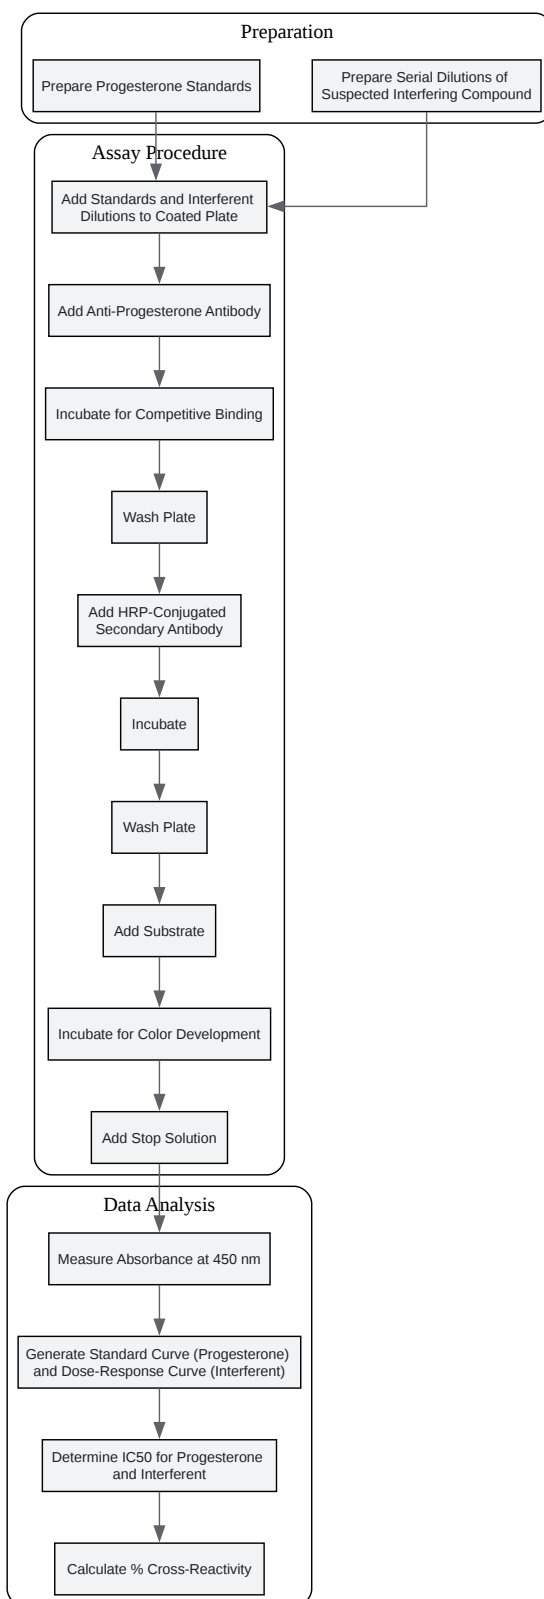 Preparation
Prepare Progesterone Standards
Prepare Serial Dilutions of
Suspected Interfering Compound
Assay Procedure
Add Standards and Interferent
Dilutions to Coated Plate
Add Anti-Progesterone Antibody
Incubate for Competitive Binding
Wash Plate
Add HRP-Conjugated
Secondary Antibody
Incubate
Wash Plate
Add Substrate
Incubate for Color Development
Add Stop Solution
Data Analysis
Measure Absorbance at 450 nm
Generate Standard Curve (Progesterone)
and Dose-Response Curve (Interferent)
Determine IC50 for Progesterone
and Interferent
Calculate % Cross-Reactivity